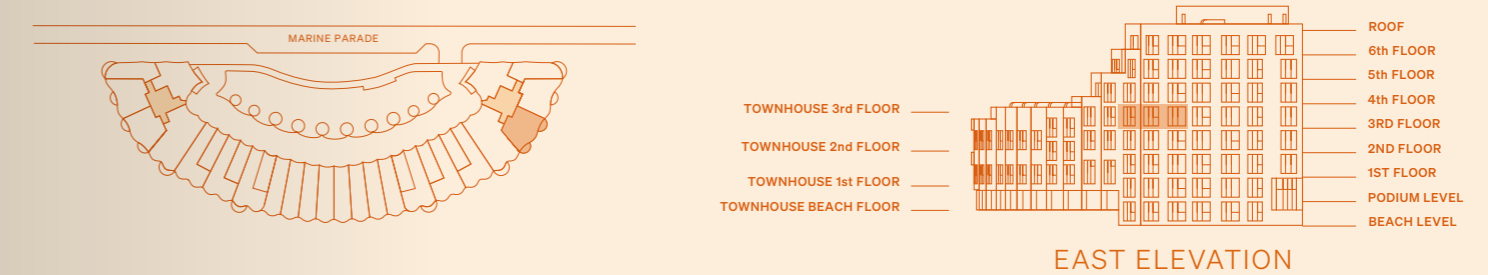 MARINE PARADE
TOWNHOUSE 3rd FLOOR
TOWNHOUSE 2nd FLOOR
TOWNHOUSE 1st FLOOR
TOWNHOUSE BEACH FLOOR
ROOF
6th FLOOR
5th FLOOR
4th FLOOR
3RD FLOOR
2ND FLOOR
1ST FLOOR
PODIUM LEVEL
BEACH LEVEL
EAST ELEVATION